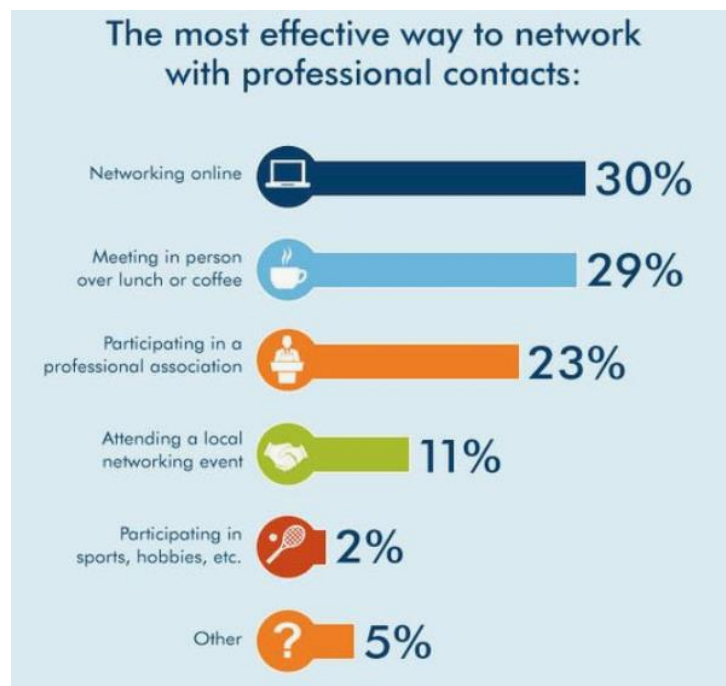 The most effective way to network
with professional contacts:
Networking online
30%
Meeting in person
over lunch or coffee
29%
Participating in a
professional association
23%
Attending a local
networking event
11%
Participating in
sports, hobbies, etc.
2%
Other
?
5%